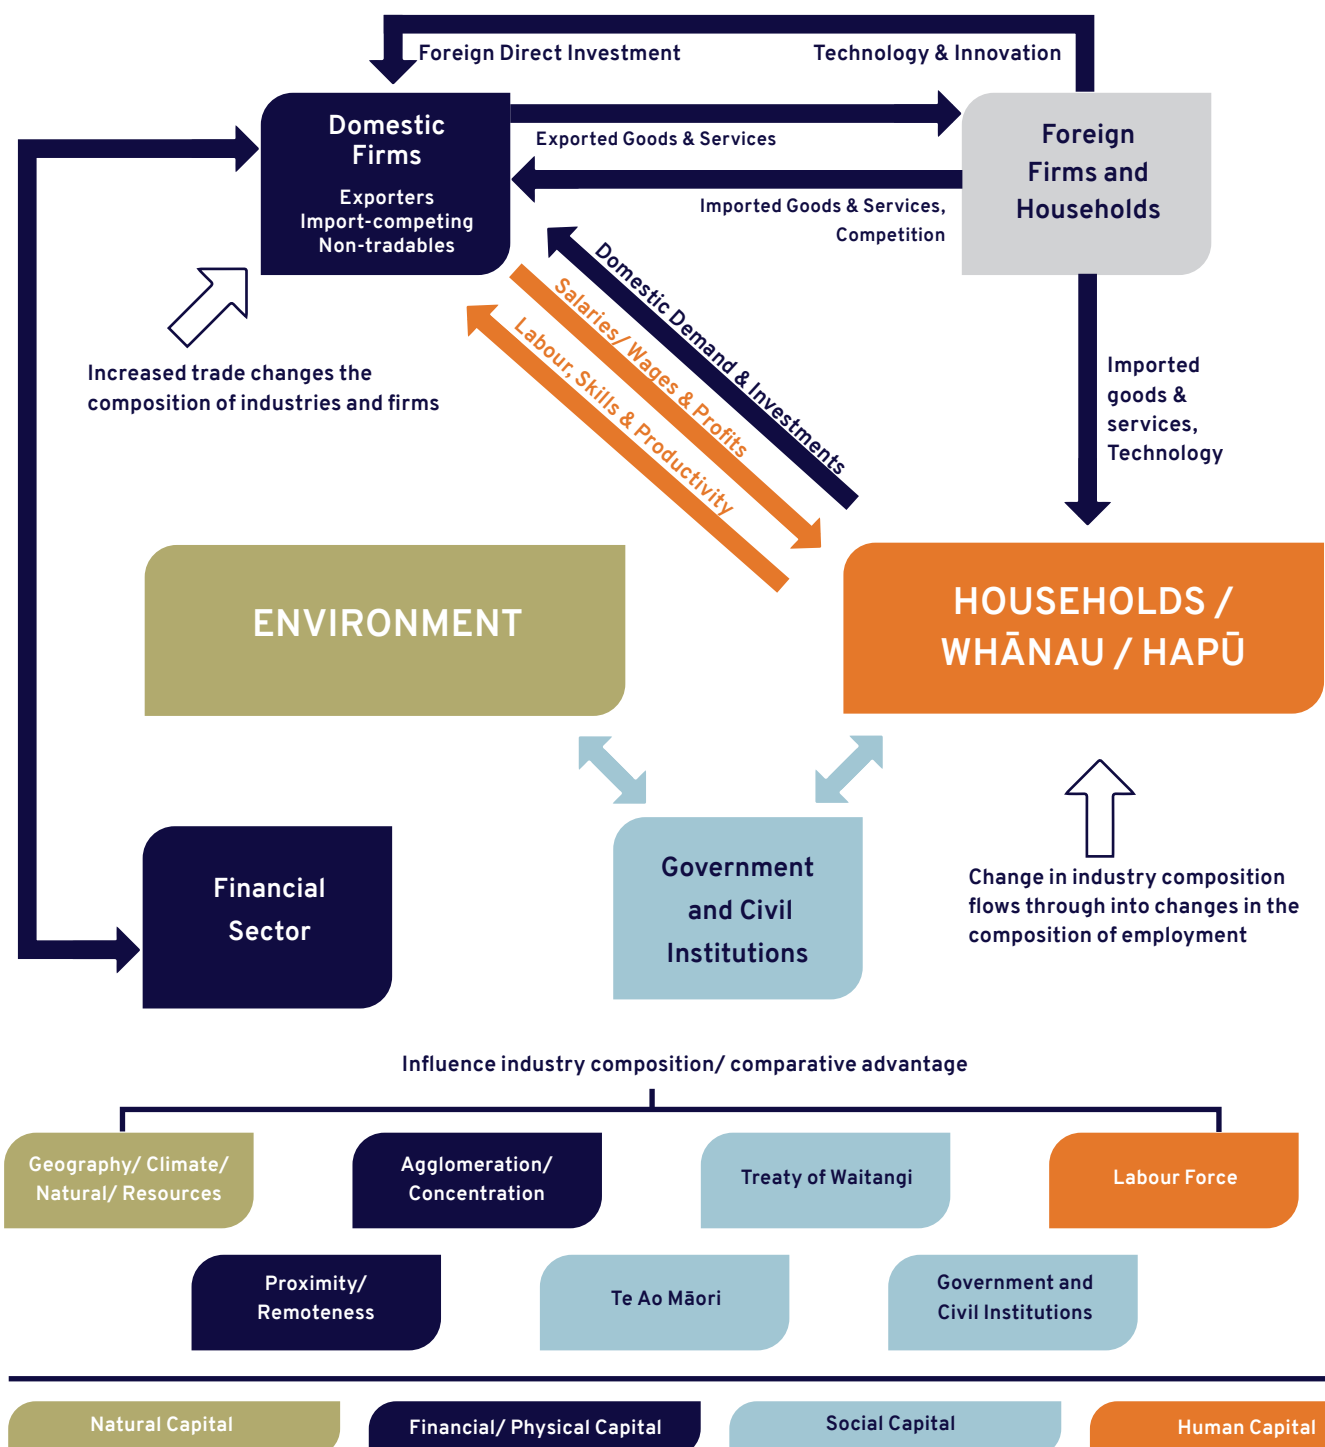 Foreign Direct Investment
Technology & Innovation
Domestic
Firms
Exporters
Import-competing
Non-tradables
Exported Goods & Services
Foreign
Firms and
Households
Imported Goods & Services,
Competition
Domestic Demand & Investments
Salaries/ Wages & Profits
Labour, Skills & Productivity
Increased trade changes the
composition of industries and firms
Imported
goods &
services,
Technology
ENVIRONMENT
HOUSEHOLDS /
WHĀNAU / HAPŪ
Financial
Sector
Government
and Civil
Institutions
Change in industry composition
flows through into changes in the
composition of employment
Influence industry composition/ comparative advantage
Geography/ Climate/
Natural/ Resources
Agglomeration/
Concentration
Treaty of Waitangi
Labour Force
Proximity/
Remoteness
Te Ao Māori
Government and
Civil Institutions
Natural Capital
Financial/ Physical Capital
Social Capital
Human Capital